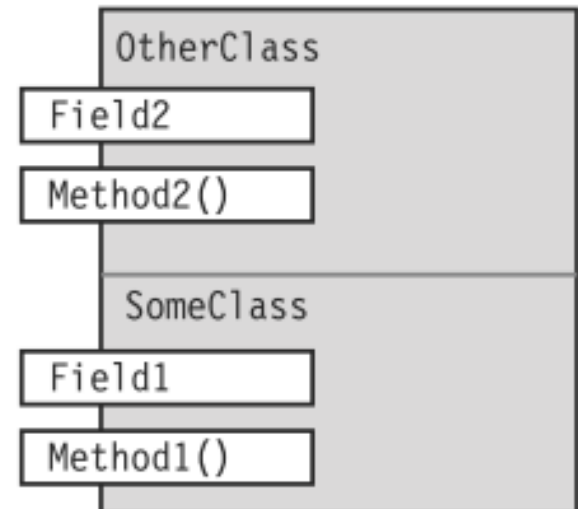 OtherClass
Field2
Method2()
SomeClass
Field1
Method1()